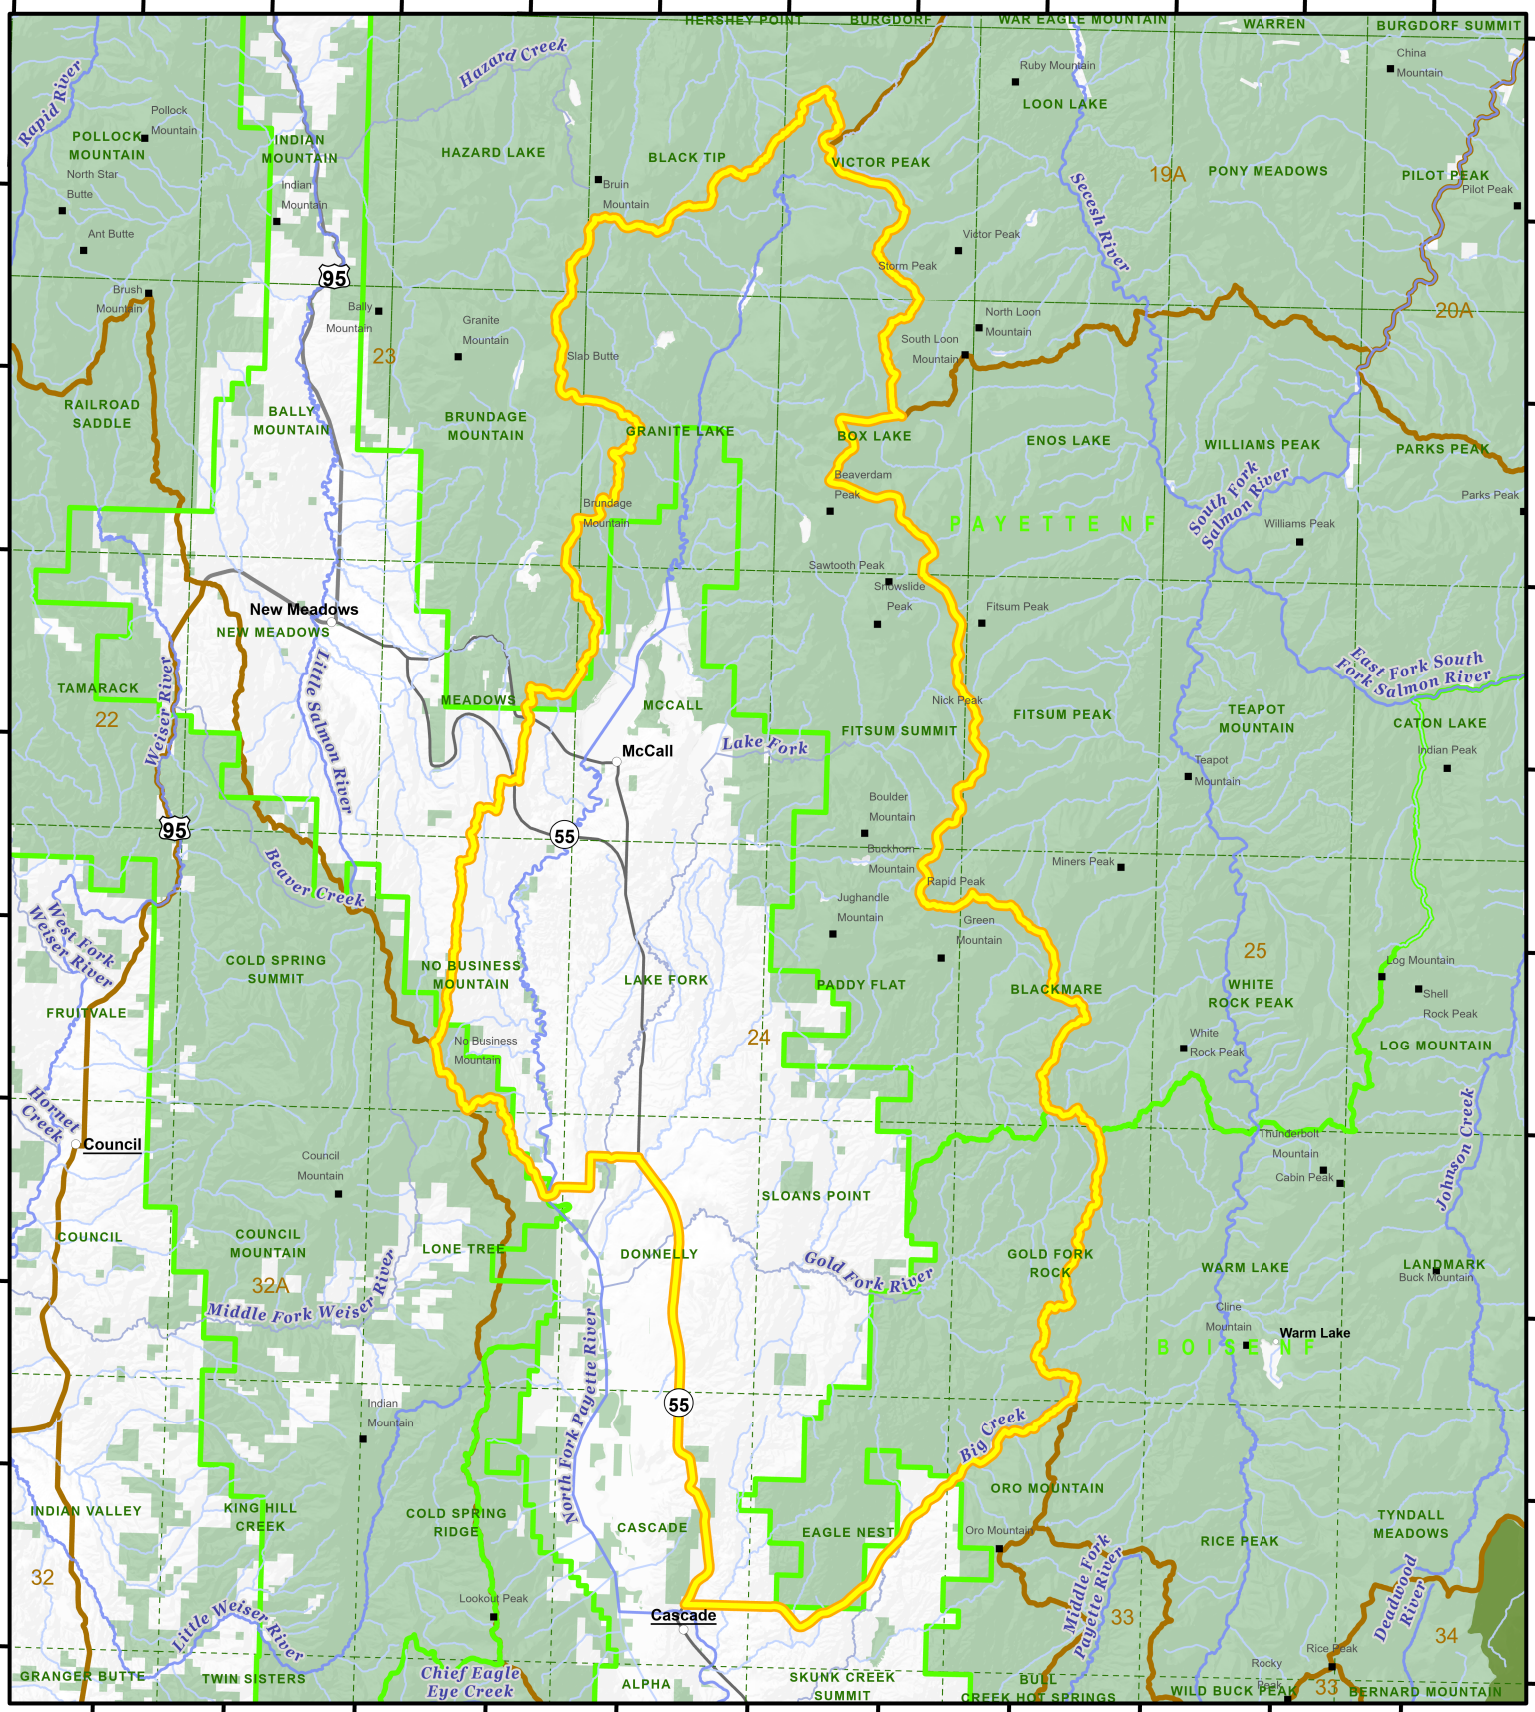 HERSHEY POINT
BURGDORF
WAR EAGLE MOUNTAIN
WARREN
BURGDORF SUMMIT
Rapid River
Hazard Creek
Ruby Mountain
China
Mountain
LOON LAKE
Pollock
Mountain
POLLOCK
MOUNTAIN
INDIAN
MOUNTAIN
HAZARD LAKE
BLACK TIP
VICTOR PEAK
19A
PONY MEADOWS
PILOT PEAK
Pilot Peak
North Star
Butte
Indian
Mountain
Bruin
Mountain
Secesh River
Ant Butte
Victor Peak
Storm Peak
95
Brush
Mountain
Bally
Mountain
Granite
Mountain
North Loon
Mountain
20A
23
Slab Butte
South Loon
Mountain
RAILROAD
SADDLE
BALLY
MOUNTAIN
BRUNDAGE
MOUNTAIN
GRANITE LAKE
BOX LAKE
ENOS LAKE
WILLIAMS PEAK
PARKS PEAK
Beaverdam
Peak
South Fork
Salmon River
Parks Peak
Brundage
Mountain
PAYETTE NF
Williams Peak
Sawtooth Peak
Snowslide
Peak
Fitsum Peak
New Meadows
NEW MEADOWS
East Fork South
Fork Salmon River
TAMARACK
Weiser River
Little Salmon River
MEADOWS
MCCALL
Nick Peak
22
FITSUM SUMMIT
FITSUM PEAK
TEAPOT
MOUNTAIN
CATON LAKE
Lake Fork
McCall
Indian Peak
Teapot
Mountain
Boulder
Mountain
95
55
Buckhorn
Mountain
Miners Peak
Beaver Creek
Rapid Peak
Jughandle
Mountain
Green
Mountain
West Fork
Weiser River
25
COLD SPRING
SUMMIT
NO BUSINESS
MOUNTAIN
LAKE FORK
PADDY FLAT
BLACKMARE
WHITE
ROCK PEAK
Log Mountain
Shell
Rock Peak
FRUITVALE
24
No Business
Mountain
White
Rock Peak
LOG MOUNTAIN
Hornet
Creek
Council
Johnson Creek
Thunderbolt
Mountain
Cabin Peak
Council
Mountain
SLOANS POINT
COUNCIL
COUNCIL
MOUNTAIN
LONE TREE
DONNELLY
Gold Fork River
GOLD FORK
ROCK
WARM LAKE
LANDMARK
Buck Mountain
32A
Middle Fork Weiser River
Cline
Mountain
Warm Lake
BOISE NF
North Fork Payette River
55
Indian
Mountain
Big Creek
ORO MOUNTAIN
INDIAN VALLEY
KING HILL
CREEK
COLD SPRING
RIDGE
CASCADE
EAGLE NEST
Oro Mountain
RICE PEAK
TYNDALL
MEADOWS
32
Middle Fork
Payette River
Deadwood
River
Lookout Peak
Cascade
33
34
Little Weiser
River
Rice Peak
Rocky
Peak
GRANGER BUTTE
TWIN SISTERS
Chief Eagle
Eye Creek
ALPHA
SKUNK CREEK
SUMMIT
BULL
CREEK HOT SPRINGS
WILD BUCK PEAK
33
BERNARD MOUNTAIN